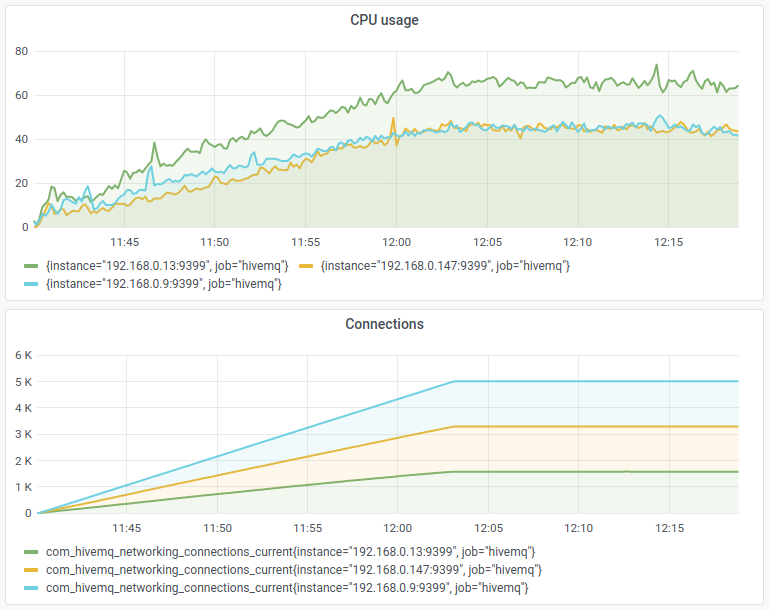 CPU usage
80
60
40
20
0
11:45 11:50 11:55 12:00 12:05 12:10 12:15
{instance="192.168.0.13:9399", job="hivemq"} {instance="192.168.0.147:9399", job="hivemq"}
{instance="192.168.0.9:9399", job="hivemq"}
Connections
6 K
5 K
4 K
3 K
2 K
1 K
0
11:45 11:50 11:55 12:00 12:05 12:10 12:15
com_hivemq_networking_connections_current{instance="192.168.0.13:9399", job="hivemq"}
com_hivemq_networking_connections_current{instance="192.168.0.147:9399", job="hivemq"}
com_hivemq_networking_connections_current{instance="192.168.0.9:9399", job="hivemq"}